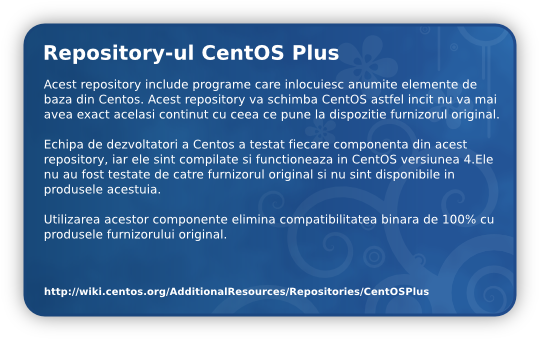 Repository-ul CentOS Plus
Acest repository include programe care inlocuiesc anumite elemente de
baza din Centos. Acest repository va schimba CentOS astfel incit nu va mai
avea exact acelasi continut cu ceea ce pune la dispozitie furnizorul original.
Echipa de dezvoltatori a Centos a testat fiecare componenta din acest
repository, iar ele sint compilate si functioneaza in CentOS versiunea 4.Ele
nu au fost testate de catre furnizorul original si nu sint disponibile in
produsele acestuia.
Utilizarea acestor componente elimina compatibilitatea binara de 100% cu
produsele furnizorului original.
http://wiki.centos.org/AdditionalResources/Repositories/CentOSPlus